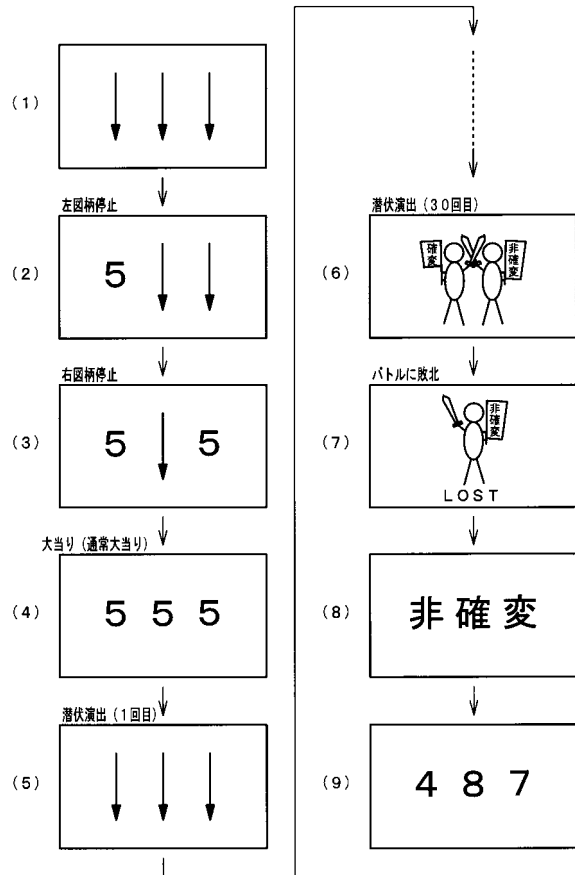 （１）
左図柄停止
（２）
５
右図柄停止
（３）
５ ５
大当り（通常大当り）
（４）
５ ５ ５
潜伏演出（１回目）
（５）
潜伏演出（３０回目）
（６）
確変
非確変
バトルに敗北
（７）
非確変
ＬＯＳＴ
（８）
非確変
（９）
４ ８ ７